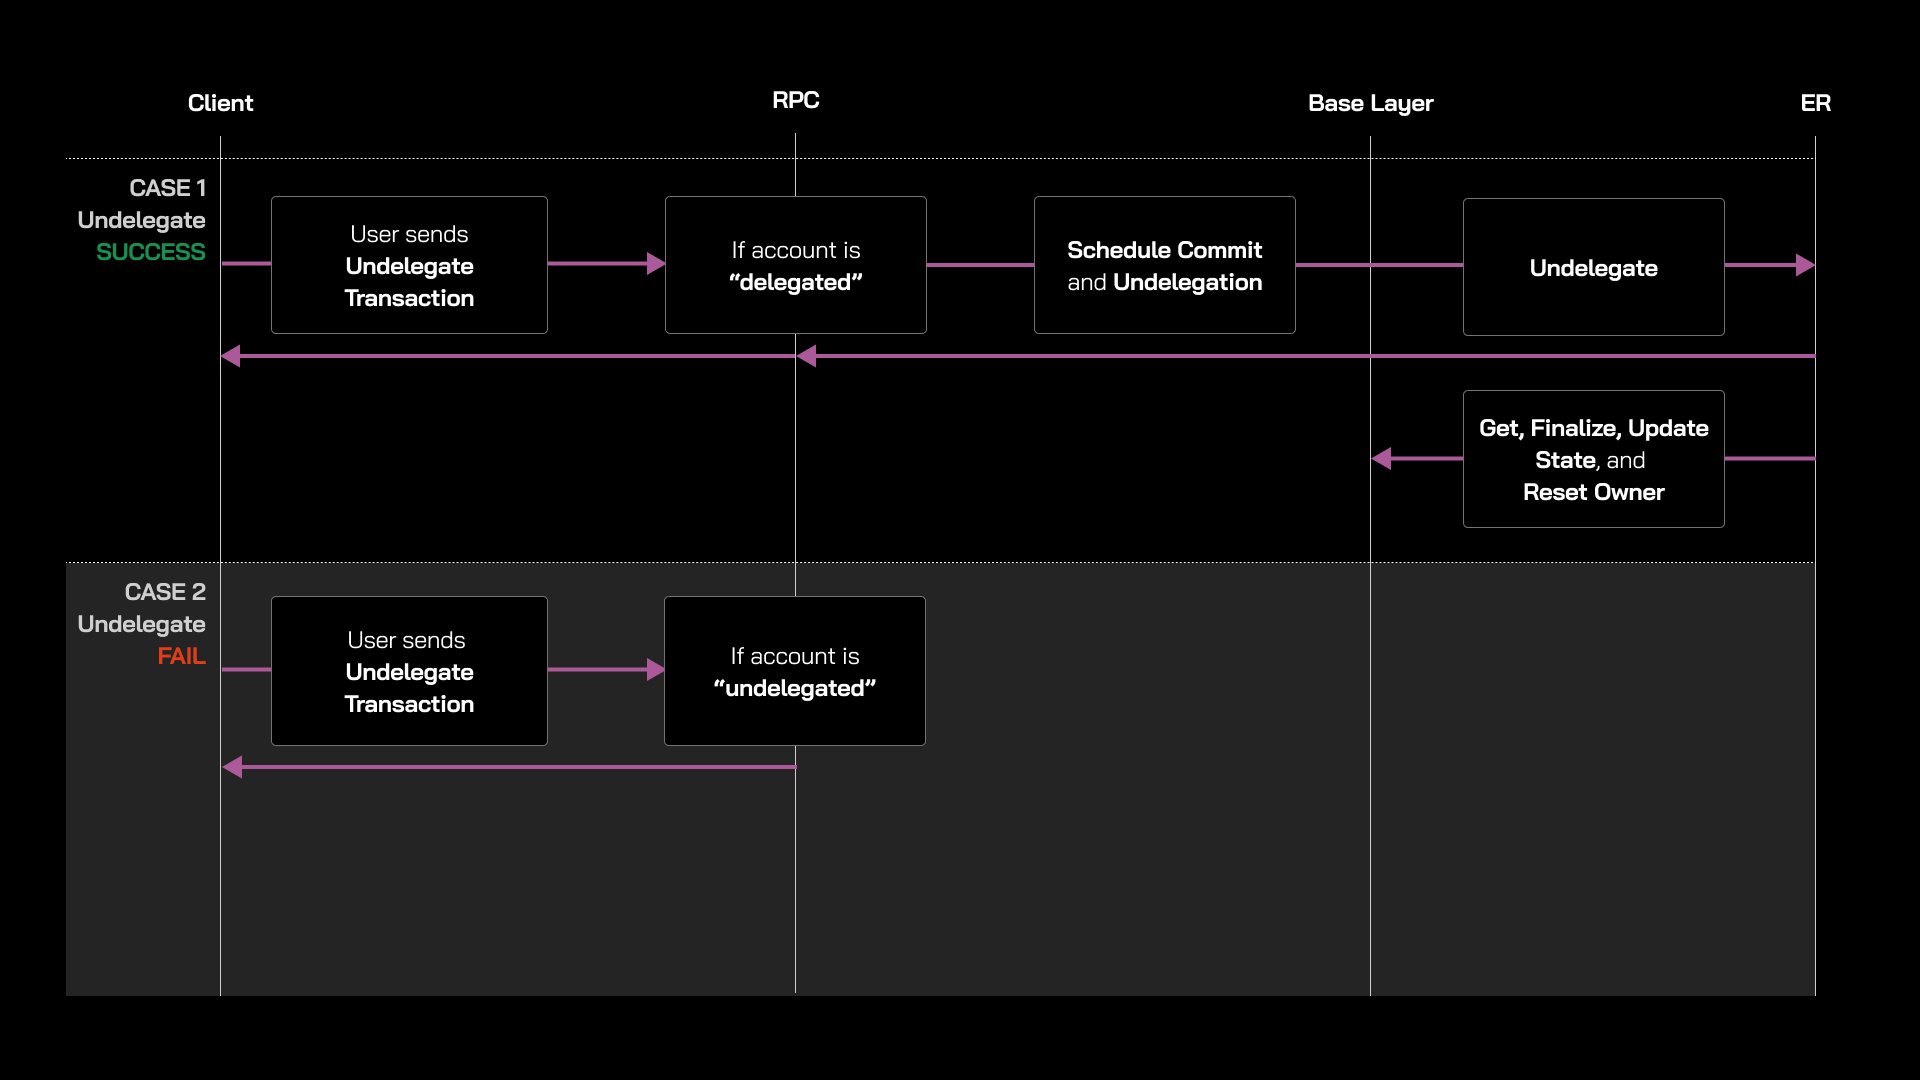 Client
RPC
Base Layer
ER
CASE 1
Undelegate
SUCCESS
User sends
Undelegate
Transaction
If account is
“delegated”
Schedule Commit
and Undelegation
Undelegate
Get, Finalize, Update
State, and
Reset Owner
CASE 2
Undelegate
FAIL
User sends
Undelegate
Transaction
If account is
“undelegated”